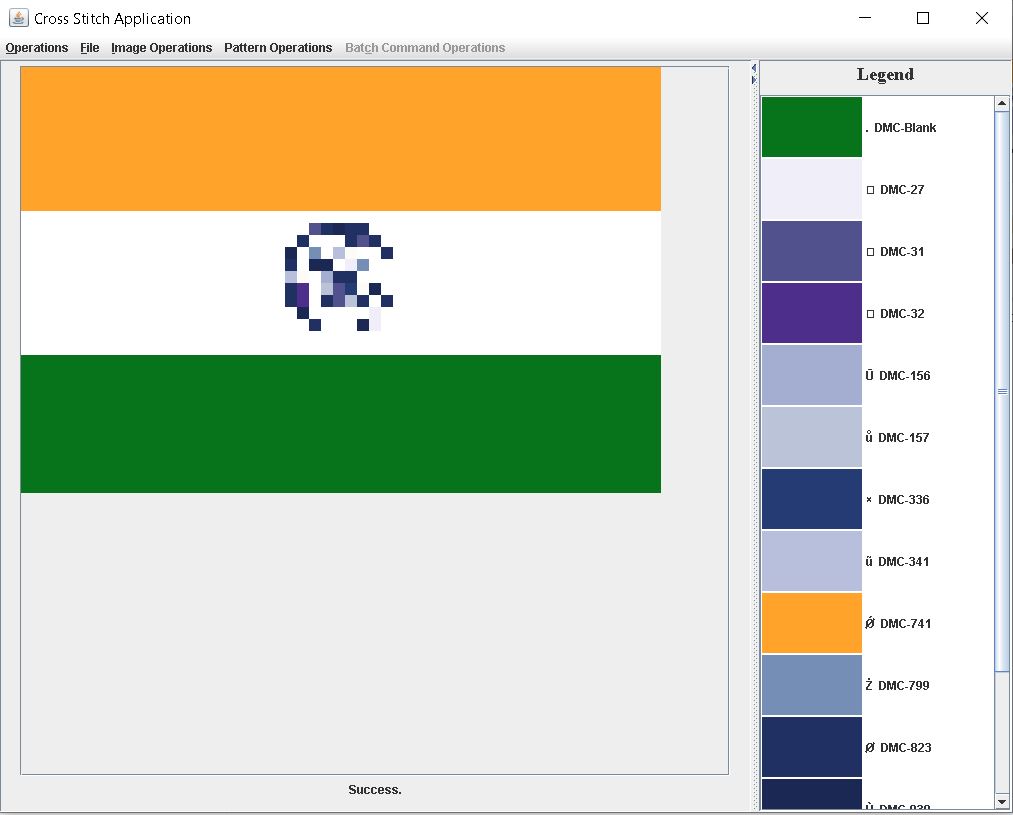 Cross Stitch Application
Operations File Image Operations Pattern Operations Batch Command Operations
Legend
. DMC-Blank
□ DMC-27
□ DMC-31
□ DMC-32
Ü DMC-156
ů DMC-157
× DMC-336
ũ DMC-341
Ǿ DMC-741
Ż DMC-799
Ø DMC-823
Success.